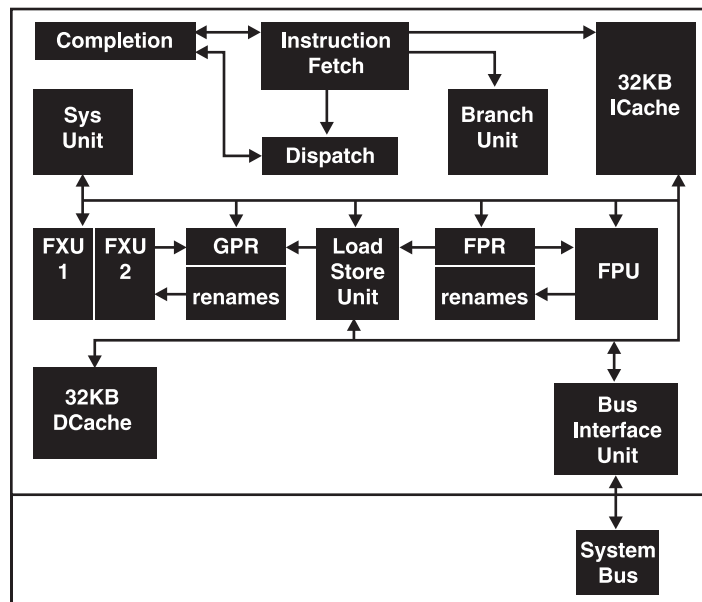 Completion
Instruction
Fetch
32KB
ICache
Sys
Unit
Branch
Unit
Dispatch
FXU
1
FXU
2
GPR
renames
Load
Store
Unit
FPR
renames
FPU
32KB
DCache
Bus
Interface
Unit
System
Bus